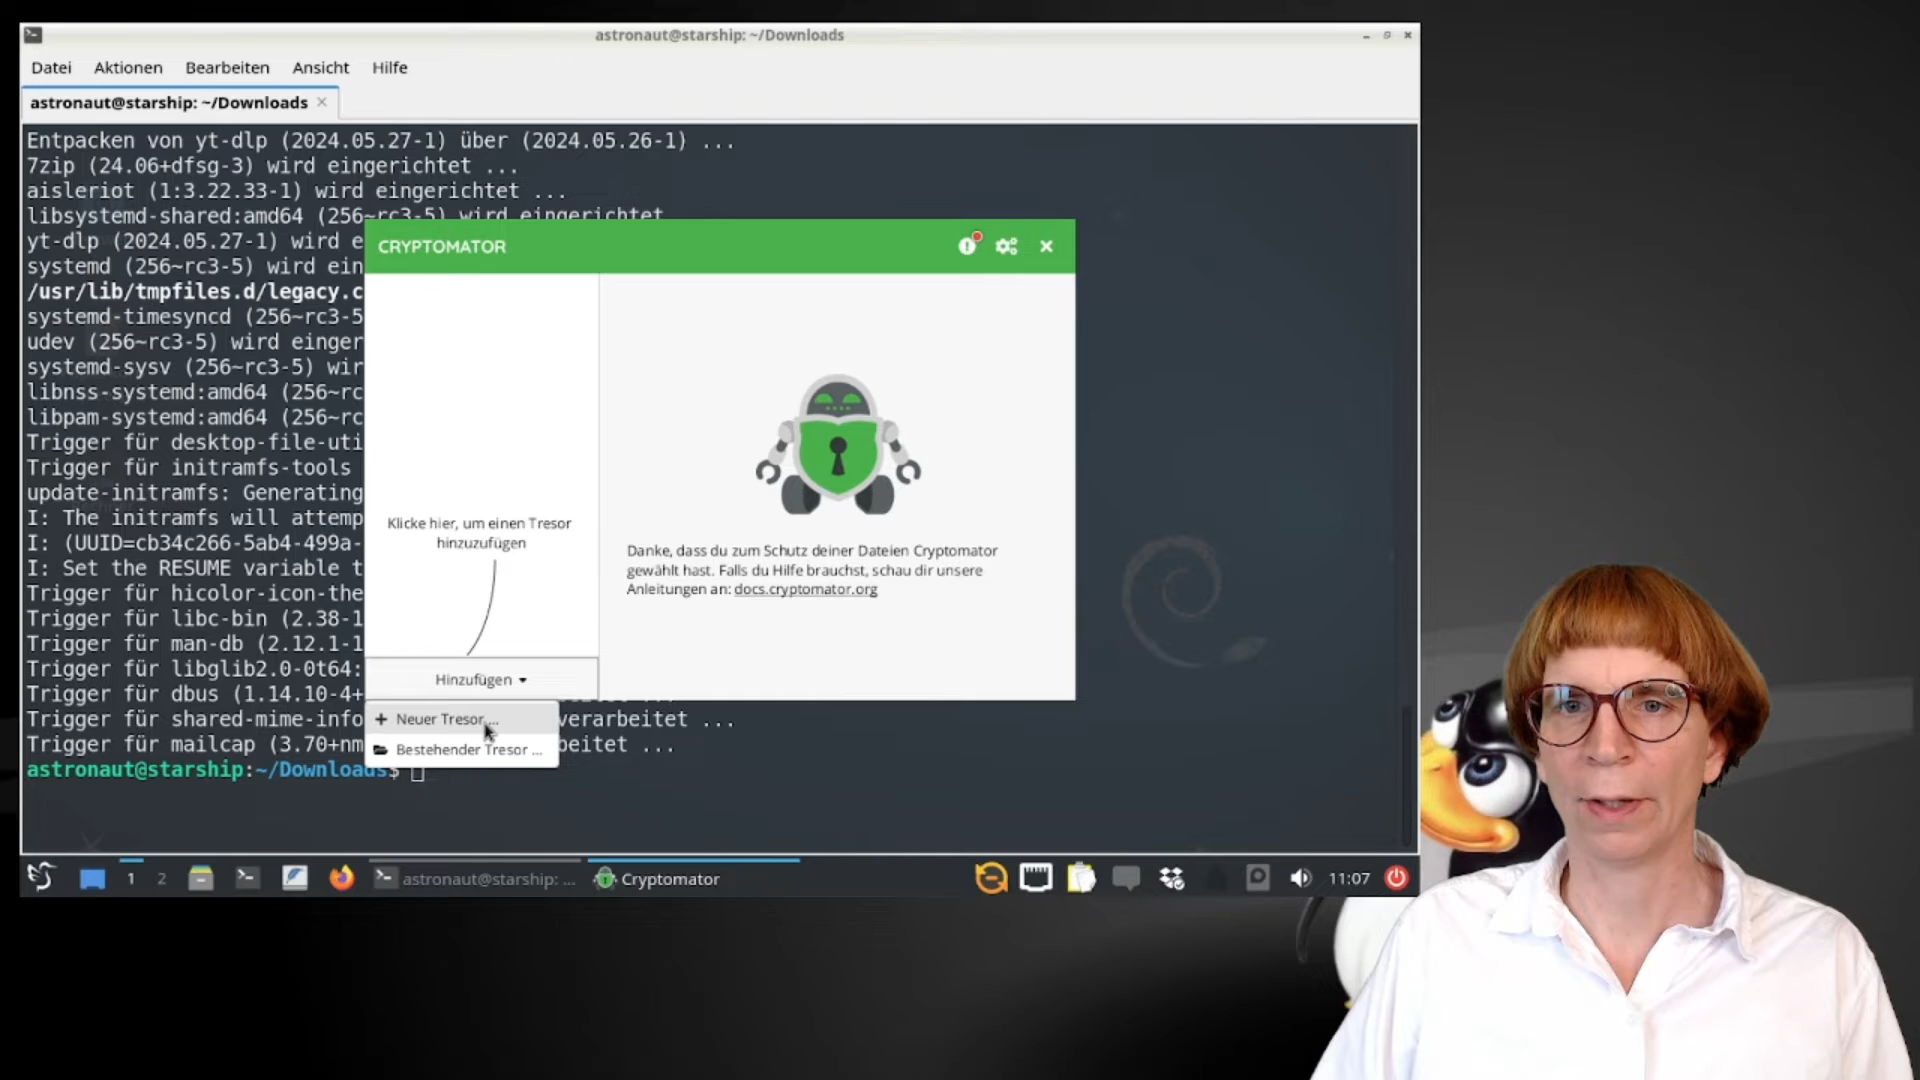 astronaut@starship: ~/Downloads
Datei Aktionen Bearbeiten Ansicht Hilfe
astronaut@starship: ~/Downloads
Entpacken von yt-dlp (2024.05.27-1) über (2024.05.26-1) ...
7zip (24.06+dfsg-3) wird eingerichtet ...
aisleriot (1:3.22.33-1) wird eingerichtet ...
libsystemd-shared:amd64 (256~rc3-5) wird eingerichtet
yt-dlp (2024.05.27-1) wird e
systemd (256~rc3-5) wird ein
/usr/lib/tmpfiles.d/legacy.c
systemd-timesyncd (256~rc3-5
udev (256~rc3-5) wird einger
systemd-sysv (256~rc3-5) wir
libnss-systemd:amd64 (256~rc
libpam-systemd:amd64 (256~rc
Trigger für desktop-file-uti
Trigger für initramfs-tools
update-initramfs: Generating
I: The initramfs will attemp
I: (UUID=cb34c266-5ab4-499a-
I: Set the RESUME variable t
Trigger für hicolor-icon-the
Trigger für libc-bin (2.38-1
Trigger für man-db (2.12.1-1
Trigger für libglib2.0-0t64:
Trigger für dbus (1.14.10-4+
Trigger für shared-mime-info verarbeitet ...
Trigger für mailcap (3.70+nm beitet ...
astronaut@starship:~/Downloads$
CRYPTOMATOR
Klicke hier, um einen Tresor
hinzuzufügen
Danke, dass du zum Schutz deiner Dateien Cryptomator
gewählt hast. Falls du Hilfe brauchst, schau dir unsere
Anleitungen an: docs.cryptomator.org
Hinzufügen
Neuer Tresor ...
Bestehender Tresor ...
1 2 astronaut@starship: ... Cryptomator 11:07